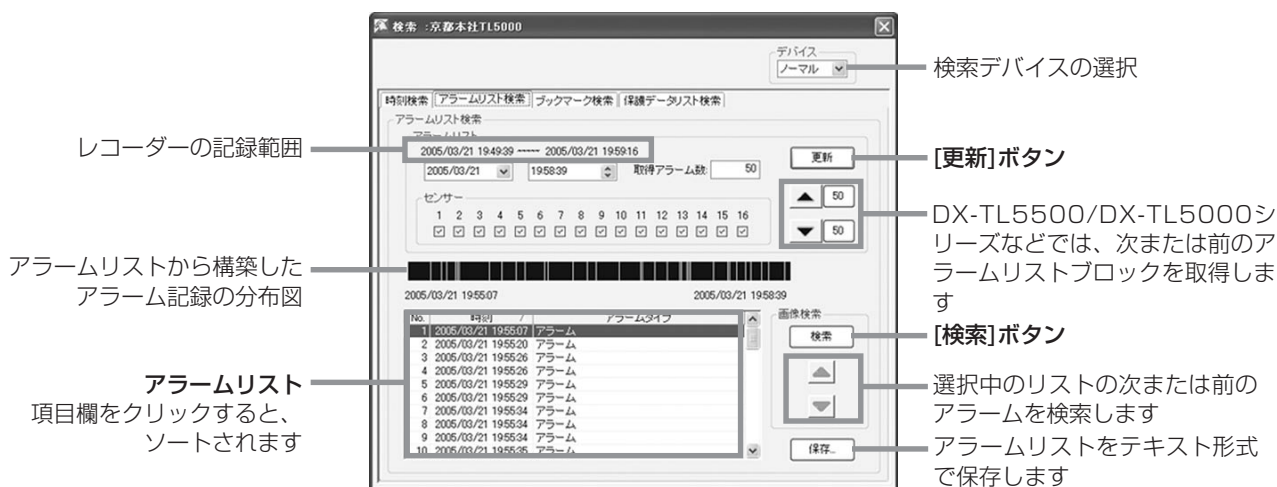 検索 :京都本社TL5000
デバイス
ノーマル
検索デバイスの選択
時刻検索 アラームリスト検索 ブックマーク検索 保護データリスト検索
アラームリスト検索
アラームリスト
レコーダーの記録範囲
2005/03/21 19:49:39 ----- 2005/03/21 19:59:16
2005/03/21 19:58:39 取得アラーム数: 50
更新
[更新]ボタン
センサー
1 2 3 4 5 6 7 8 9 10 11 12 13 14 15 16
50
50
DX-TL5500/DX-TL5000シ
リーズなどでは、次または前のア
ラームリストブロックを取得しま
す
アラームリストから構築した
アラーム記録の分布図
2005/03/21 19:55:07 2005/03/21 19:58:39
No. 時刻 / アラームタイプ
1 2005/03/21 19:55:07 アラーム
2 2005/03/21 19:55:20 アラーム
3 2005/03/21 19:55:26 アラーム
4 2005/03/21 19:55:26 アラーム
5 2005/03/21 19:55:29 アラーム
6 2005/03/21 19:55:29 アラーム
7 2005/03/21 19:55:34 アラーム
8 2005/03/21 19:55:34 アラーム
9 2005/03/21 19:55:34 アラーム
10 2005/03/21 19:55:35 アラーム
アラームリスト
項目欄をクリックすると、
ソートされます
画像検索
検索
[検索]ボタン
選択中のリストの次または前の
アラームを検索します
保存...
アラームリストをテキスト形式
で保存します